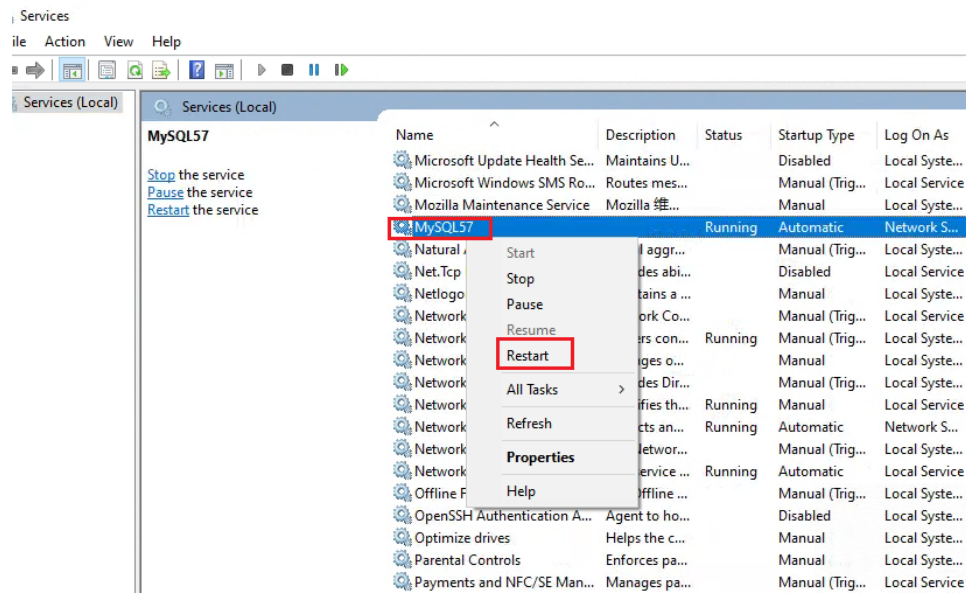 Services
ile Action View Help
Services (Local)
Services (Local)
MySQL57
Stop the service
Pause the service
Restart the service
Name Description Status Startup Type Log On As
Microsoft Update Health Se... Maintains U... Disabled Local Syste...
Microsoft Windows SMS Ro... Routes mes... Manual (Trig... Local Service
Mozilla Maintenance Service Mozilla 维... Manual Local Syste...
MySQL57 Running Automatic Network S...
Natural l aggr... Manual (Trig... Local Syste...
Net.Tcp des abi... Disabled Local Service
Netlogo tains a ... Manual Local Syste...
Network ork Co... Manual (Trig... Local Service
Network ers con... Running Manual (Trig... Local Syste...
Network ges o... Manual Local Syste...
Network des Dir... Manual (Trig... Local Syste...
Network ifies th... Running Manual Local Service
Network cts an... Running Automatic Network S...
Network Networ... Manual (Trig... Local Syste...
Network ervice ... Running Automatic Local Service
Offline F Offline ... Manual (Trig... Local Syste...
OpenSSH Authentication A... Agent to ho... Disabled Local Syste...
Optimize drives Helps the c... Manual Local Syste...
Parental Controls Enforces pa... Manual Local Syste...
Payments and NFC/SE Man... Manages pa... Manual (Trig... Local Service
Start
Stop
Pause
Resume
Restart
All Tasks
Refresh
Properties
Help